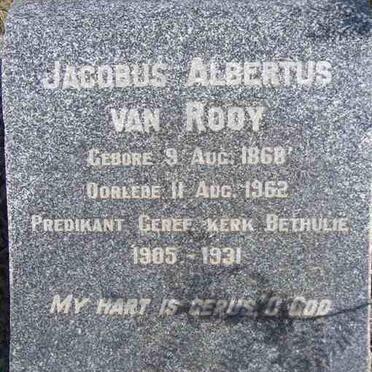 JACOBUS ALBERTUS
VAN ROOY
GEBORE 9 AUG. 1868
OORLEDE 11 AUG. 1962
PREDIKANT GEREF. KERK BETHULIE
1905 - 1931
MY HART IS GERUS, O GOD